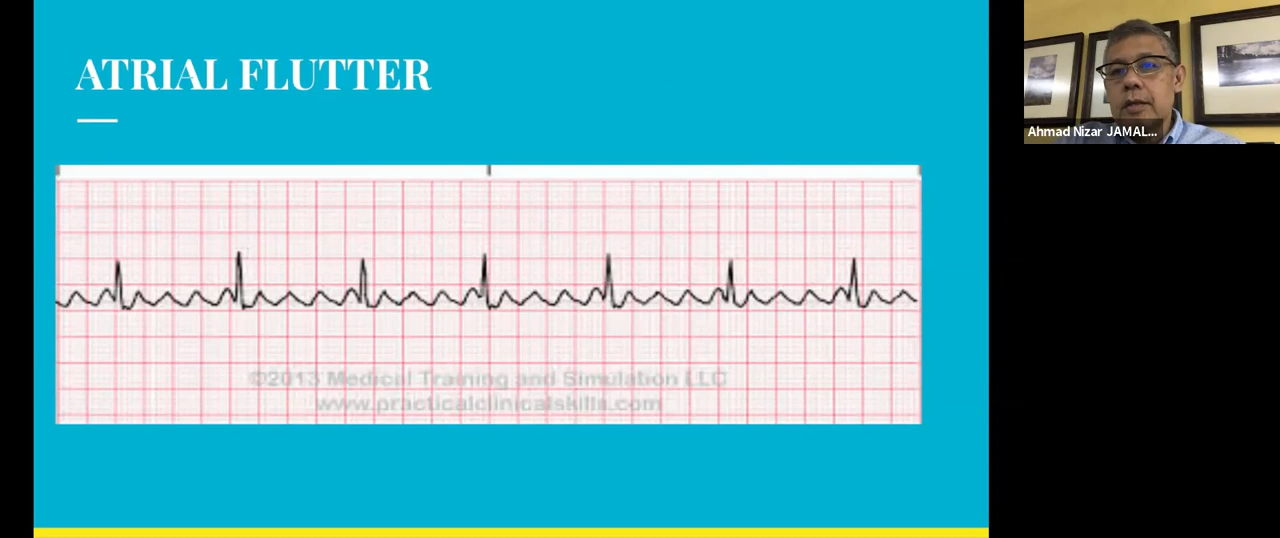 ATRIAL FLUTTER
Ahmad Nizar JAMAL...
©2013 Medical Training and Simulation LLC
www.practicalclinicalskills.com